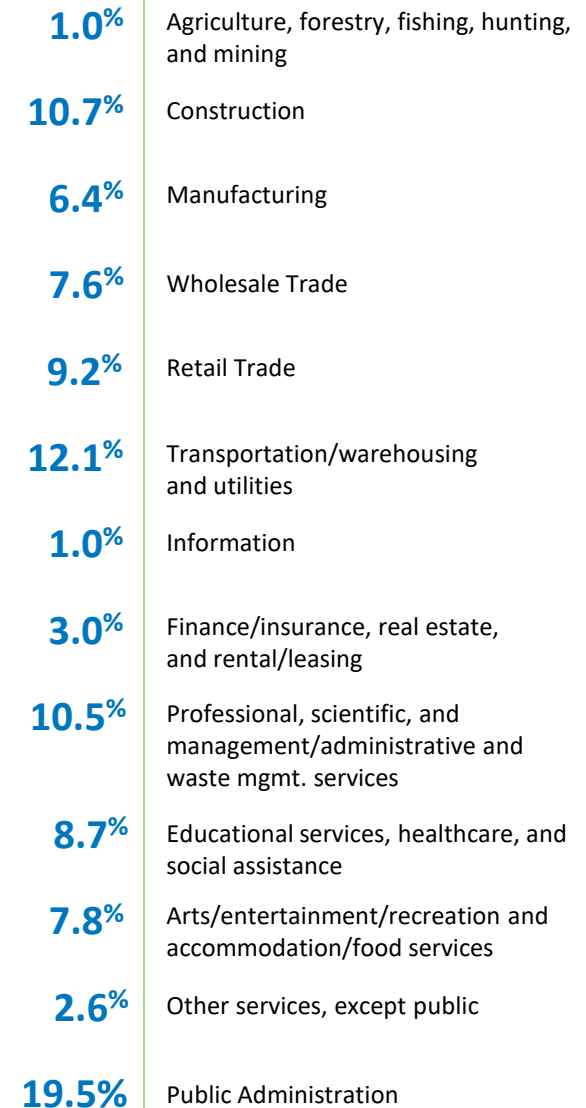 1.0% Agriculture, forestry, fishing, hunting,
and mining
10.7% Construction
6.4% Manufacturing
7.6% Wholesale Trade
9.2% Retail Trade
12.1% Transportation/warehousing
and utilities
1.0% Information
3.0% Finance/insurance, real estate,
and rental/leasing
10.5% Professional, scientific, and
management/administrative and
waste mgmt. services
8.7% Educational services, healthcare, and
social assistance
7.8% Arts/entertainment/recreation and
accommodation/food services
2.6% Other services, except public
19.5% Public Administration